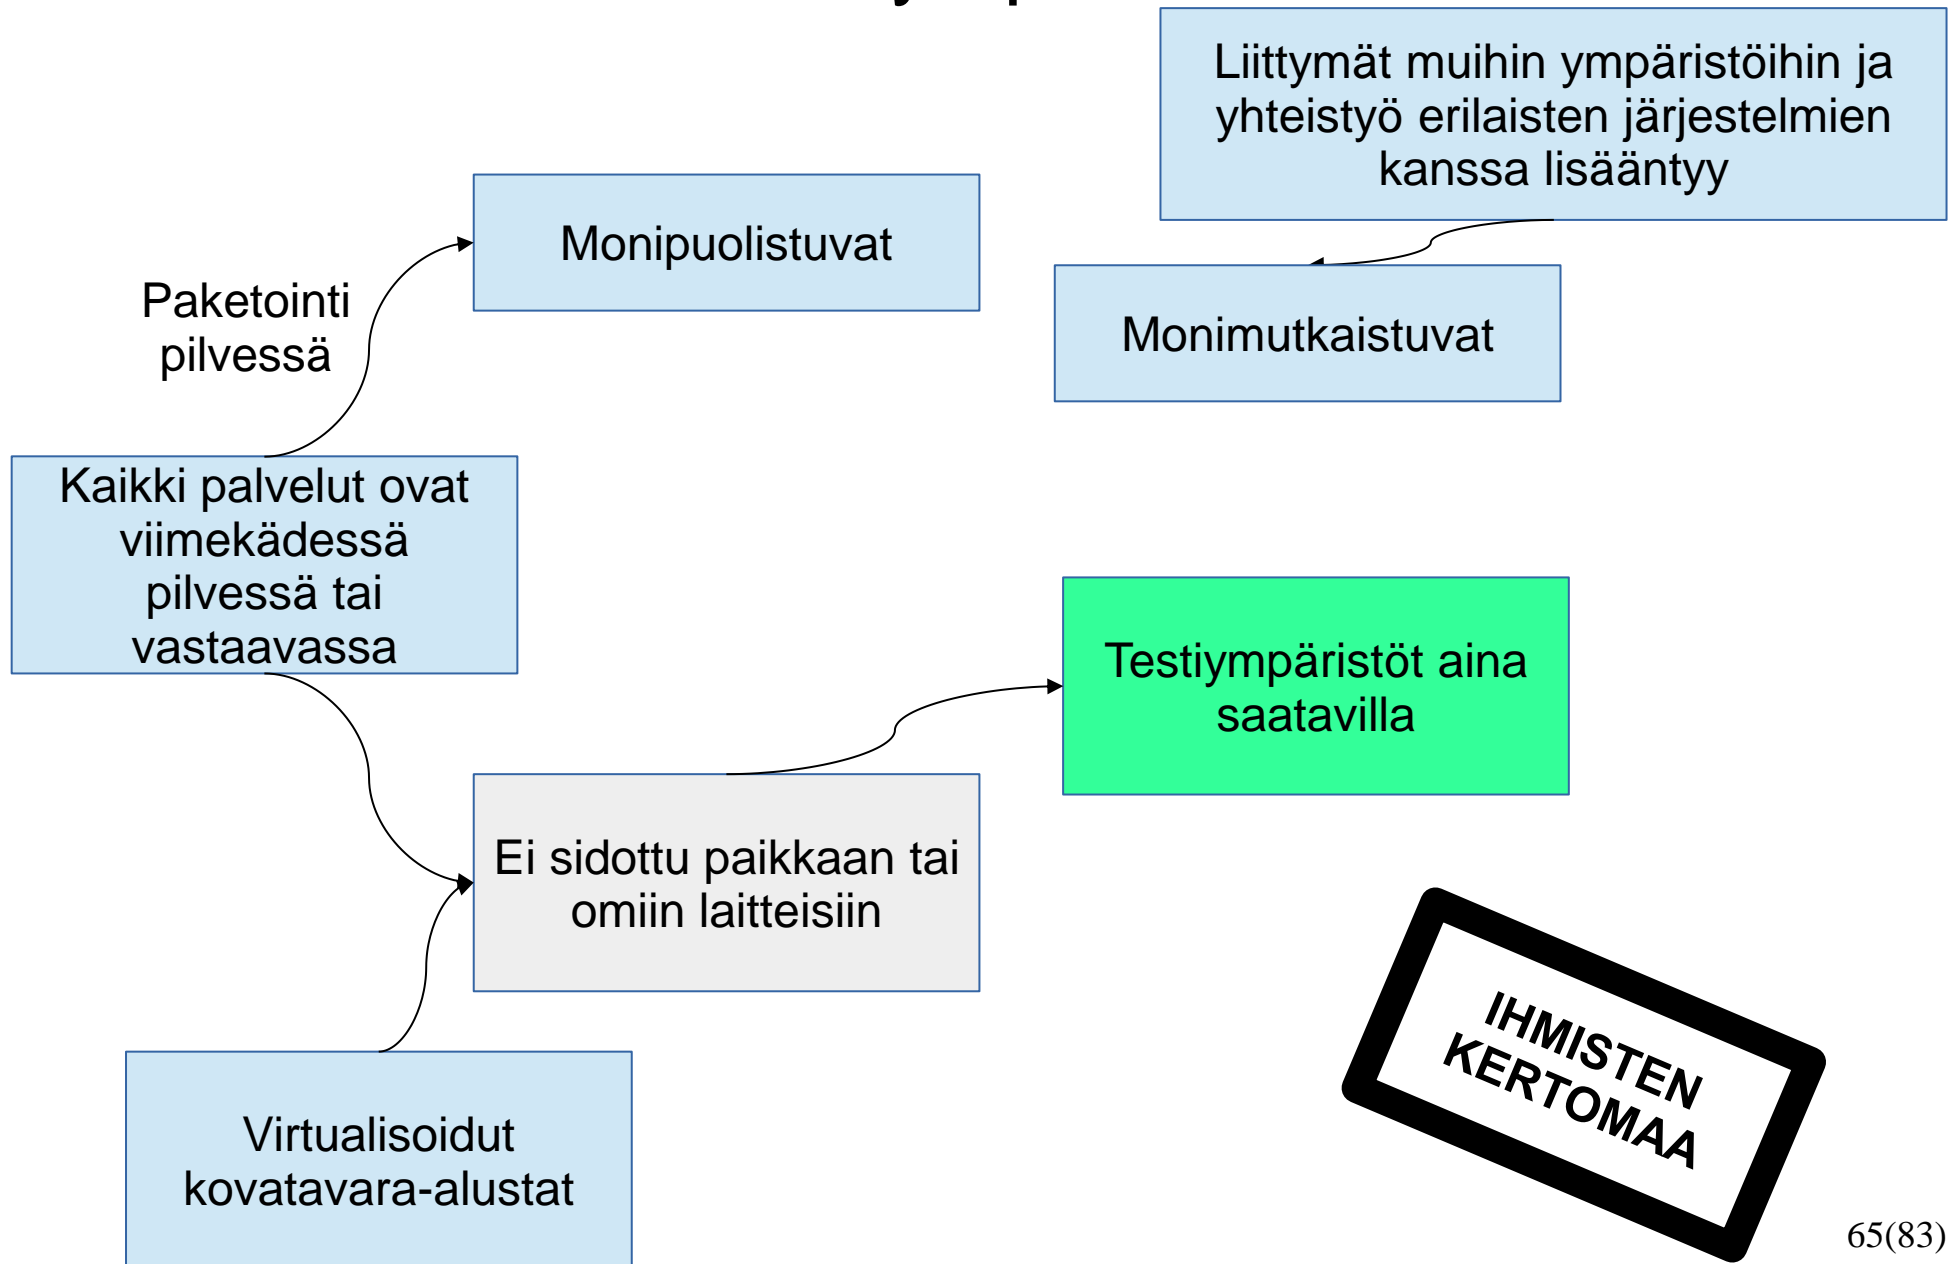 Liittymät muihin ympäristöihin ja
yhteistyö erilaisten järjestelmien
kanssa lisääntyy
Monipuolistuvat
Paketointi
pilvessä
Monimutkaistuvat
Kaikki palvelut ovat
viimekädessä
pilvessä tai
vastaavassa
Testiympäristöt aina
saatavilla
Ei sidottu paikkaan tai
omiin laitteisiin
IHMISTEN
KERTOMAA
Virtualisoidut
kovatavara-alustat
65(83)